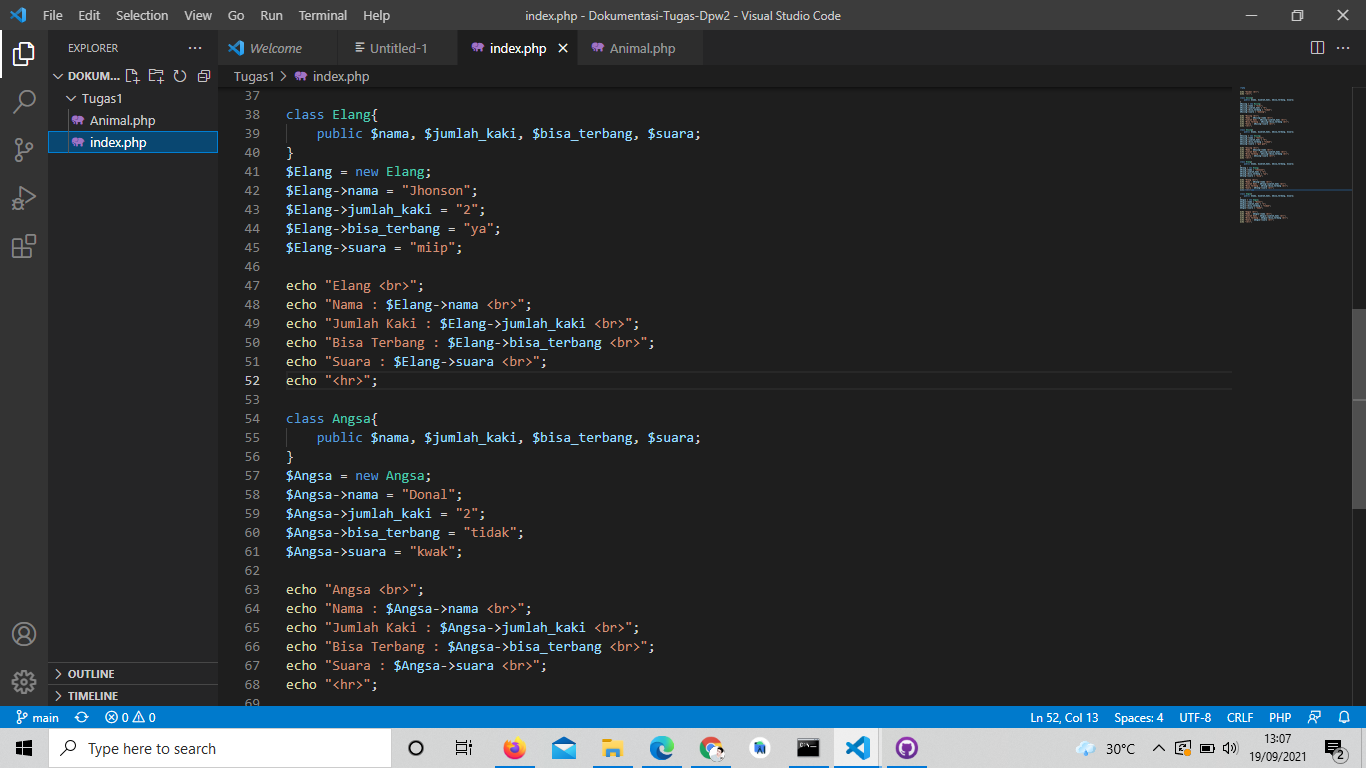 File Edit Selection View Go Run Terminal Help index.php - Dokumentasi-Tugas-Dpw2 - Visual Studio Code
EXPLORER
Welcome Untitled-1 index.php Animal.php
DOKUM...
Tugas1 > index.php
Tugas1
Animal.php
index.php
37
38 class Elang{
39 public $nama, $jumlah_kaki, $bisa_terbang, $suara;
40 }
41 $Elang = new Elang;
42 $Elang->nama = "Jhonson";
43 $Elang->jumlah_kaki = "2";
44 $Elang->bisa_terbang = "ya";
45 $Elang->suara = "miip";
46
47 echo "Elang <br>";
48 echo "Nama : $Elang->nama <br>";
49 echo "Jumlah Kaki : $Elang->jumlah_kaki <br>";
50 echo "Bisa Terbang : $Elang->bisa_terbang <br>";
51 echo "Suara : $Elang->suara <br>";
52 echo "<hr>";
53
54 class Angsa{
55 public $nama, $jumlah_kaki, $bisa_terbang, $suara;
56 }
57 $Angsa = new Angsa;
58 $Angsa->nama = "Donal";
59 $Angsa->jumlah_kaki = "2";
60 $Angsa->bisa_terbang = "tidak";
61 $Angsa->suara = "kwak";
62
63 echo "Angsa <br>";
64 echo "Nama : $Angsa->nama <br>";
65 echo "Jumlah Kaki : $Angsa->jumlah_kaki <br>";
66 echo "Bisa Terbang : $Angsa->bisa_terbang <br>";
67 echo "Suara : $Angsa->suara <br>";
68 echo "<hr>";
69
OUTLINE
TIMELINE
main 0 0 Ln 52, Col 13 Spaces: 4 UTF-8 CRLF PHP
Type here to search 30°C 13:07
19/09/2021 2